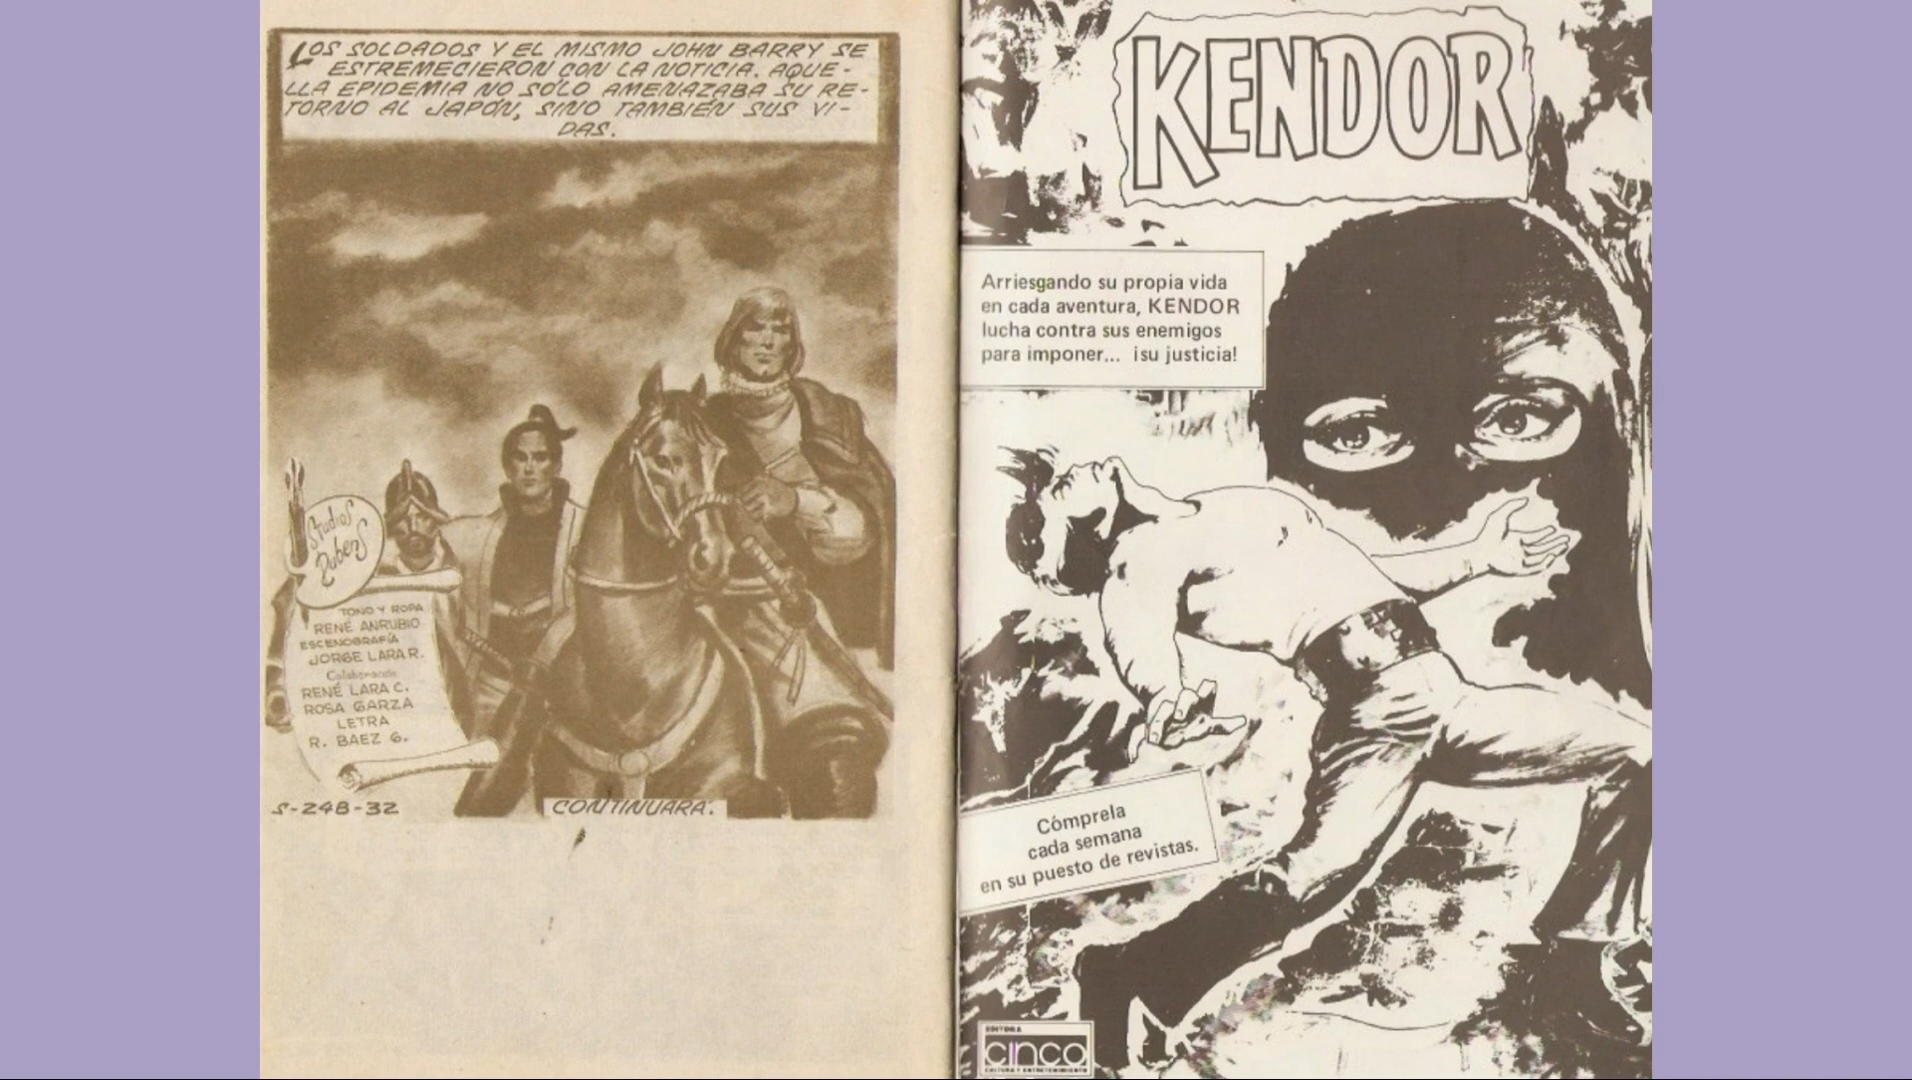 LOS SOLDADOS Y EL MISMO JOHN BARRY SE
ESTREMECIERON CON LA NOTICIA. AQUE-
LLA EPIDEMIA NO SÓLO AMENAZABA SU RE-
TORNO AL JAPÓN, SINO TAMBIÉN SUS VI-
DAS.
Studios
Rubens
TONO Y ROPA
RENÉ ANRUBIO
ESCENOGRAFÍA
JORGE LARA R.
Colaboración
RENÉ LARA C.
ROSA GARZA
LETRA
R. BAEZ G.
S-248-32
CONTINUARÁ.
KENDOR
Arriesgando su propia vida
en cada aventura, KENDOR
lucha contra sus enemigos
para imponer... ¡su justicia!
Cómprela
cada semana
en su puesto de revistas.
EDITORA
cinco
CULTURA Y ENTRETENIMIENTO